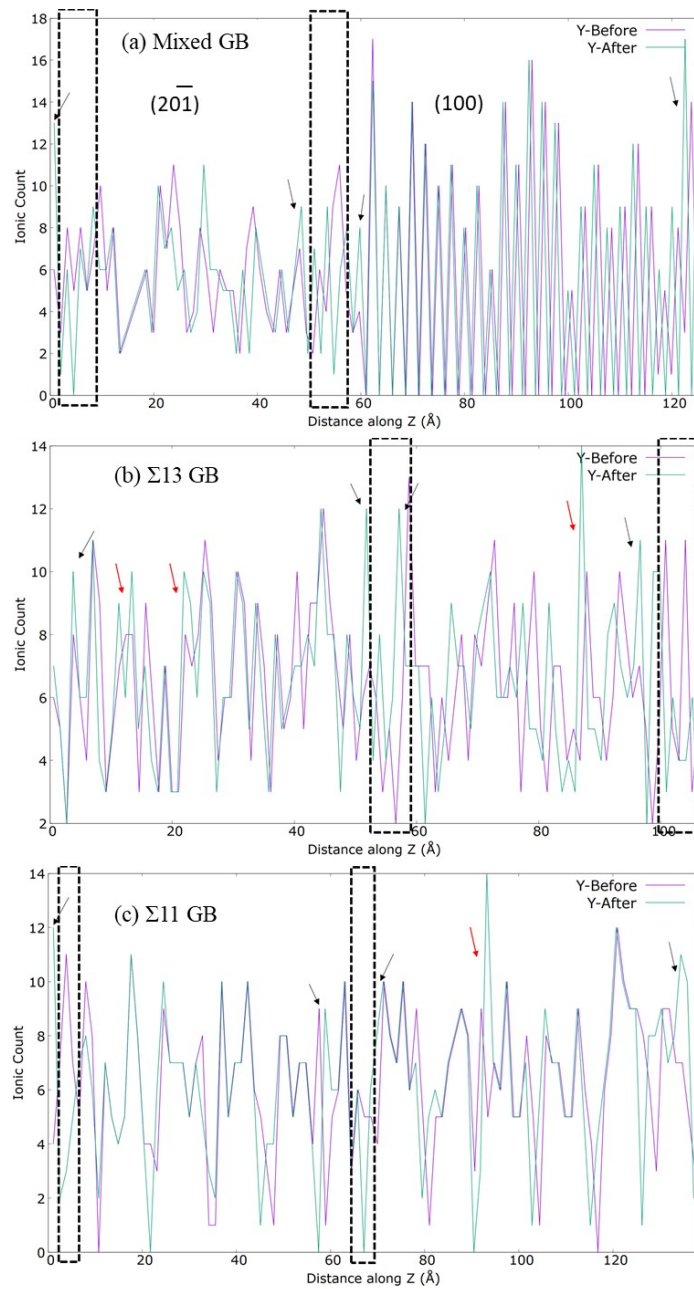 18
16
14
12
10
8
6
4
2
0
Ionic Count
(a) Mixed GB
Y-Before
Y-After
(201̅)
(100)
0 20 40 60 80 100 120
Distance along Z (Å)
14
12
10
8
6
4
2
Ionic Count
(b) Σ13 GB
Y-Before
Y-After
0 20 40 60 80 100
Distance along Z (Å)
14
12
10
8
6
4
2
0
Ionic Count
(c) Σ11 GB
Y-Before
Y-After
0 20 40 60 80 100 120
Distance along Z (Å)